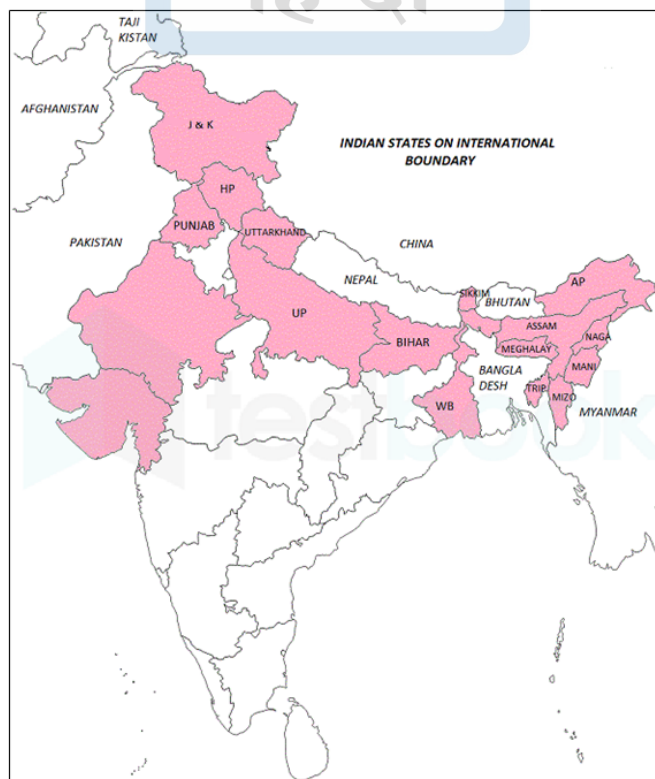 TAJI
KISTAN
AFGHANISTAN
J & K
INDIAN STATES ON INTERNATIONAL
BOUNDARY
HP
PUNJAB
UTTARKHAND
PAKISTAN
CHINA
NEPAL
SIKKIM
BHUTAN
AP
UP
ASSAM
BIHAR
NAGA
MEGHALAY
BANGLA
DESH
MANI
TRIP.
MIZO
WB
MYANMAR
testbook